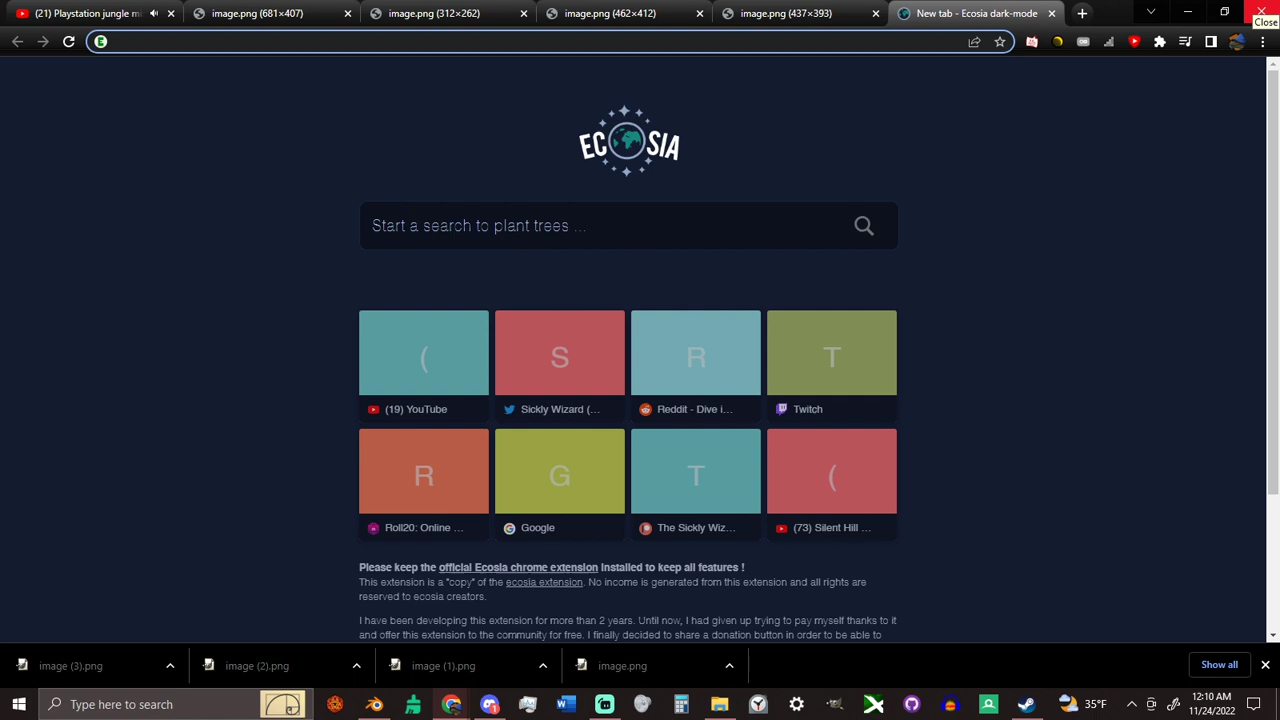 (21) Playstation jungle mi
image.png (681×407)
image.png (312×262)
image.png (462×412)
image.png (437×393)
New tab - Ecosia dark-mode
Close
ECOSIA
Start a search to plant trees ...
( S R T
(19) YouTube
Sickly Wizard (...
Reddit - Dive i...
Twitch
R G T (
Roll20: Online ...
Google
The Sickly Wiz...
(73) Silent Hill ...
Please keep the official Ecosia chrome extension installed to keep all features !
This extension is a "copy" of the ecosia extension. No income is generated from this extension and all rights are
reserved to ecosia creators.
I have been developing this extension for more than 2 years. Until now, I had given up trying to pay myself thanks to it
and offer this extension to the community for free. I finally decided to share a donation button in order to be able to
image (3).png
image (2).png
image (1).png
image.png
Show all
Type here to search
35°F
12:10 AM
11/24/2022